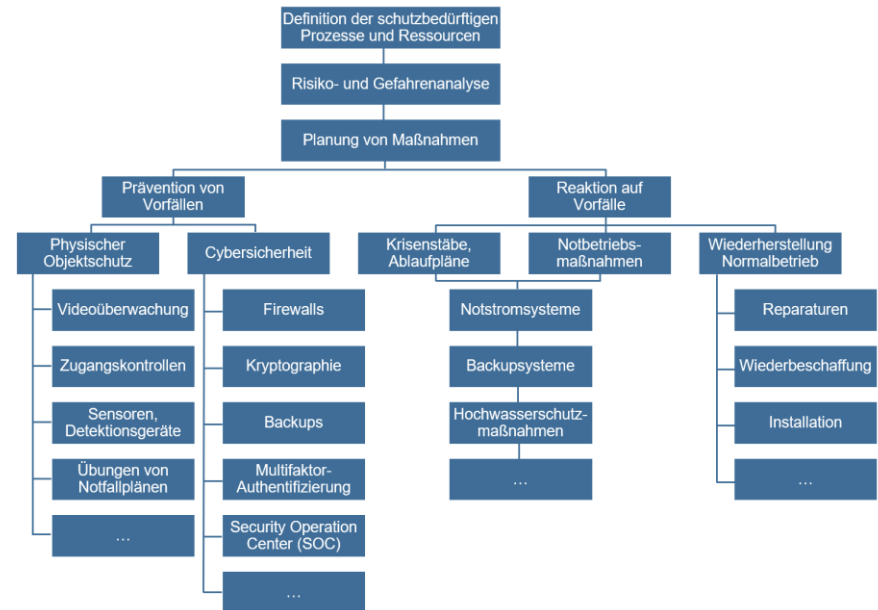 Definition der schutzbedürftigen
Prozesse und Ressourcen
Risiko- und Gefahrenanalyse
Planung von Maßnahmen
Prävention von
Vorfällen
Reaktion auf
Vorfälle
Physischer
Objektschutz
Cybersicherheit
Krisenstäbe,
Ablaufpläne
Notbetriebs-
maßnahmen
Wiederherstellung
Normalbetrieb
Videoüberwachung
Zugangskontrollen
Sensoren,
Detektionsgeräte
Übungen von
Notfallplänen
…
Firewalls
Kryptographie
Backups
Multifaktor-
Authentifizierung
Security Operation
Center (SOC)
…
Notstromsysteme
Backupsysteme
Hochwasserschutz-
maßnahmen
…
Reparaturen
Wiederbeschaffung
Installation
…